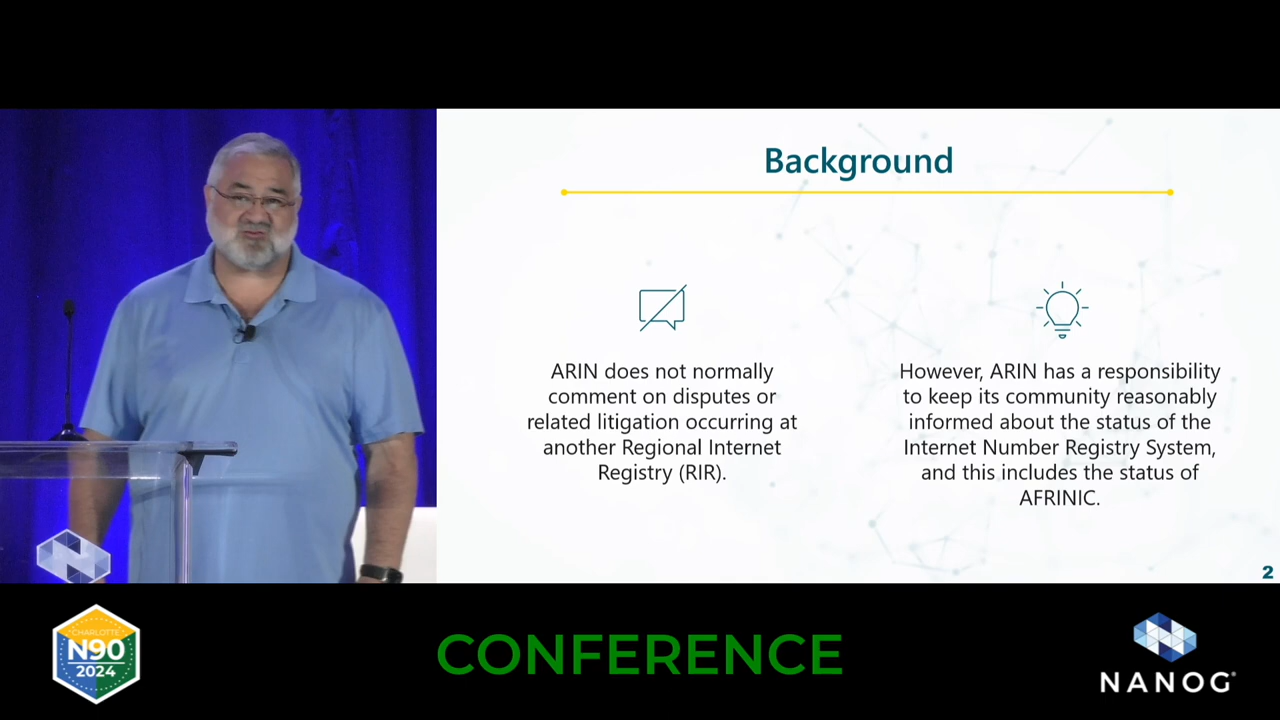 Background
ARIN does not normally
comment on disputes or
related litigation occurring at
another Regional Internet
Registry (RIR).
However, ARIN has a responsibility
to keep its community reasonably
informed about the status of the
Internet Number Registry System,
and this includes the status of
AFRINIC.
2
CHARLOTTE
N90
2024
CONFERENCE
NANOG